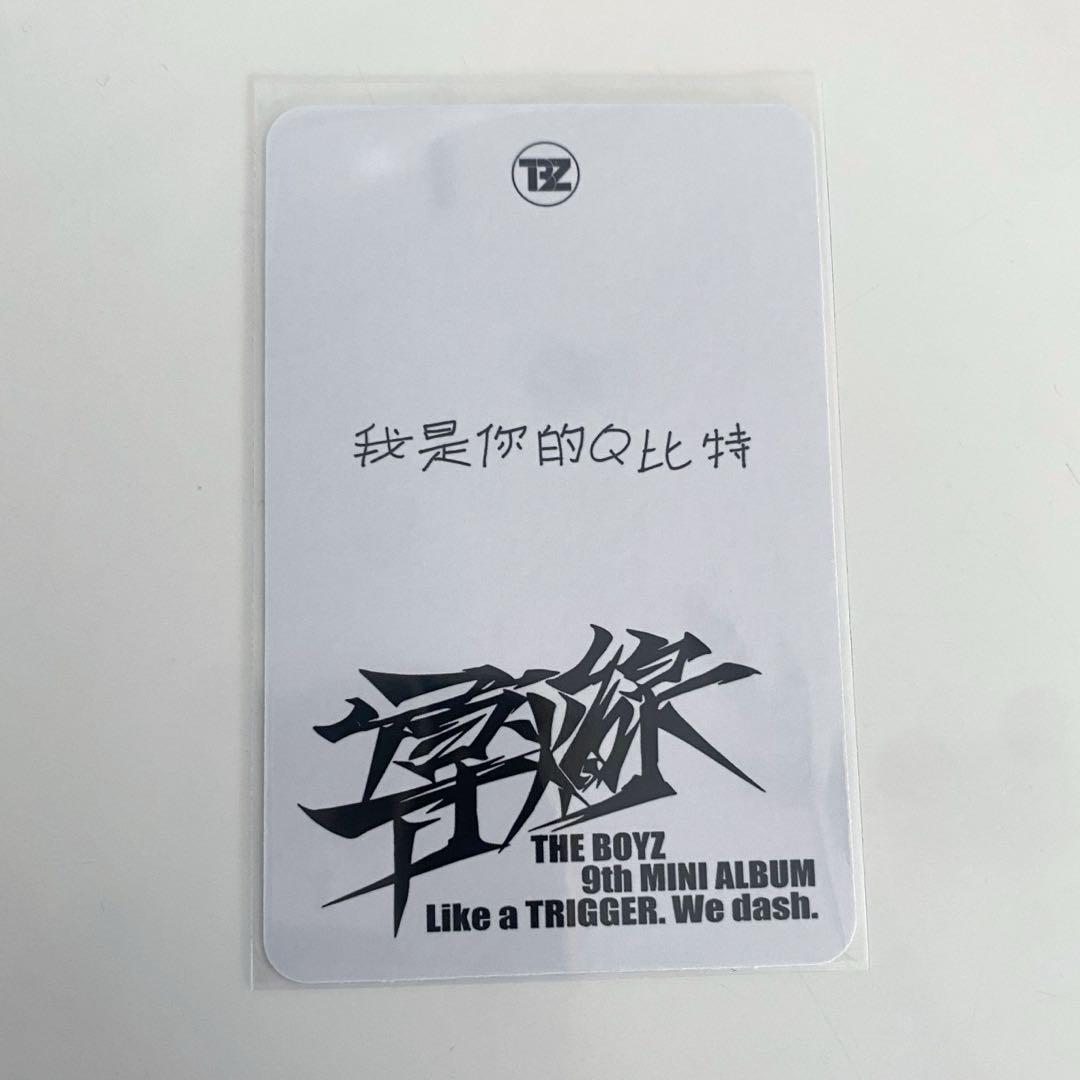 TBZ
我是你的Q比特
THE BOYZ
9th MINI ALBUM
Like a TRIGGER. We dash.